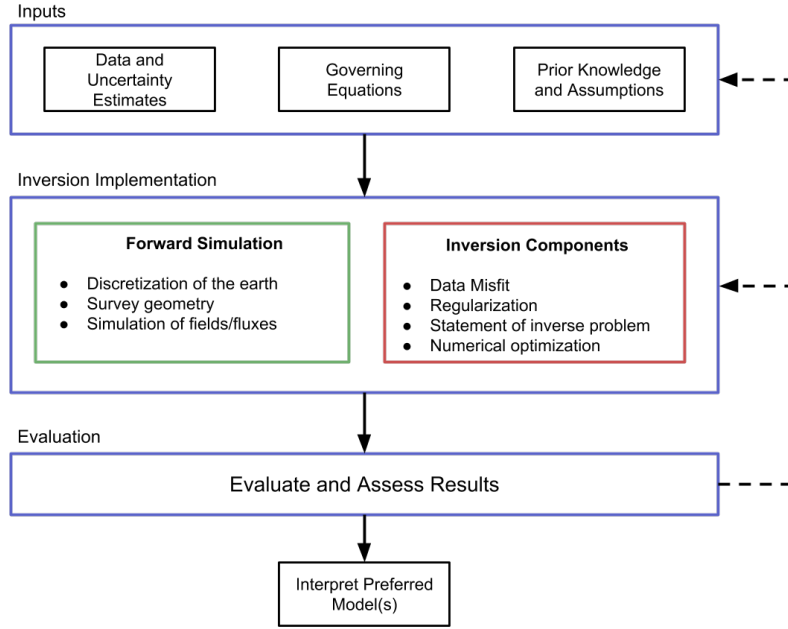 Inputs
Data and
Uncertainty
Estimates
Governing
Equations
Prior Knowledge
and Assumptions
Inversion Implementation
Forward Simulation
● Discretization of the earth
● Survey geometry
● Simulation of fields/fluxes
Inversion Components
● Data Misfit
● Regularization
● Statement of inverse problem
● Numerical optimization
Evaluation
Evaluate and Assess Results
Interpret Preferred
Model(s)